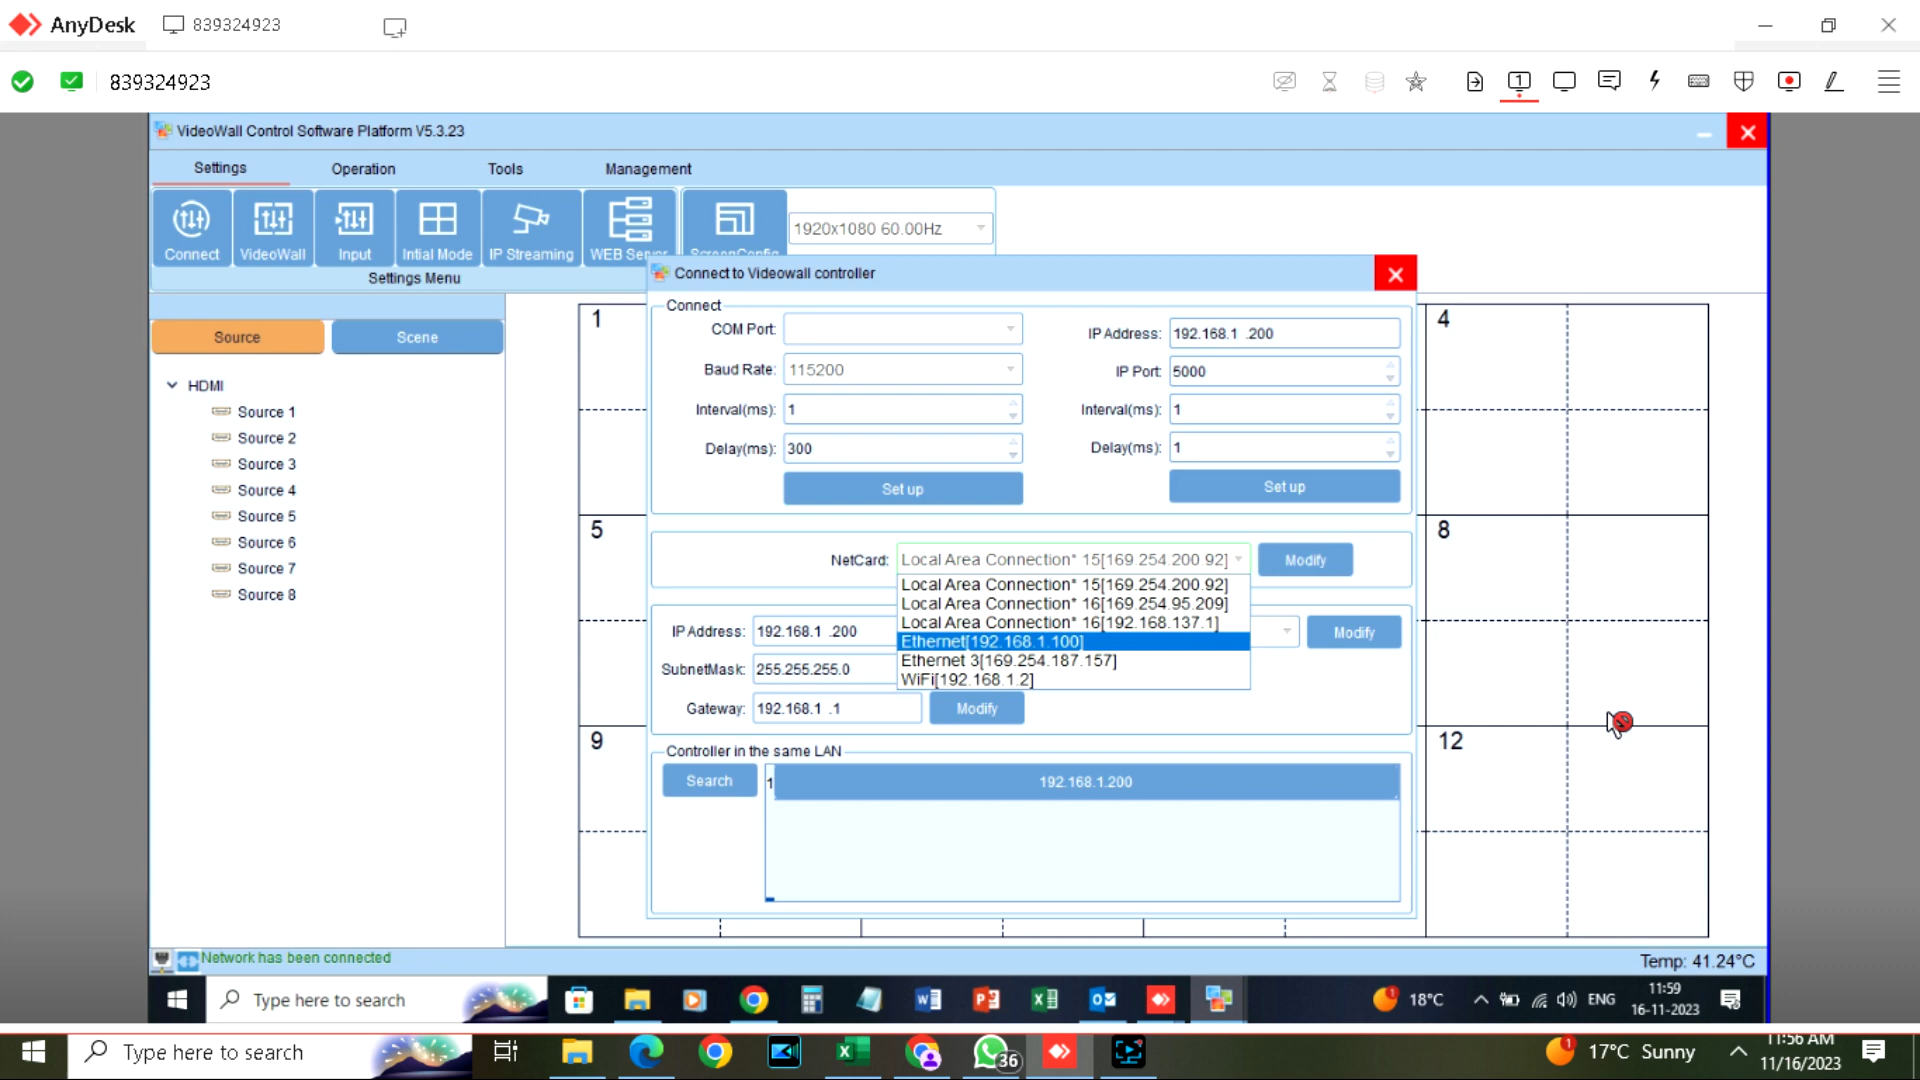 AnyDesk 839324923
839324923
VideoWall Control Software Platform V5.3.23
Settings Operation Tools Management
Connect VideoWall Input Intial Mode IP Streaming WEB Server ScreenConfig
1920x1080 60.00Hz
Settings Menu
Source Scene
HDMI
Source 1
Source 2
Source 3
Source 4
Source 5
Source 6
Source 7
Source 8
1
4
5
8
9
12
Connect to Videowall controller
Connect
COM Port:
Baud Rate: 115200
Interval(ms): 1
Delay(ms): 300
Set up
IP Address: 192.168.1 .200
IP Port: 5000
Interval(ms): 1
Delay(ms): 1
Set up
NetCard: Local Area Connection* 15[169.254.200.92] Modify
Local Area Connection* 15[169.254.200.92]
Local Area Connection* 16[169.254.95.209]
Local Area Connection* 16[192.168.137.1]
Ethernet[192.168.1.100]
Ethernet 3[169.254.187.157]
WiFi[192.168.1.2]
IP Address: 192.168.1 .200 Modify
SubnetMask: 255.255.255.0
Gateway: 192.168.1 .1 Modify
Controller in the same LAN
Search 1 192.168.1.200
Network has been connected Temp: 41.24°C
Type here to search 18°C ENG 11:59
16-11-2023
Type here to search 36 17°C Sunny 11:56 AM
11/16/2023